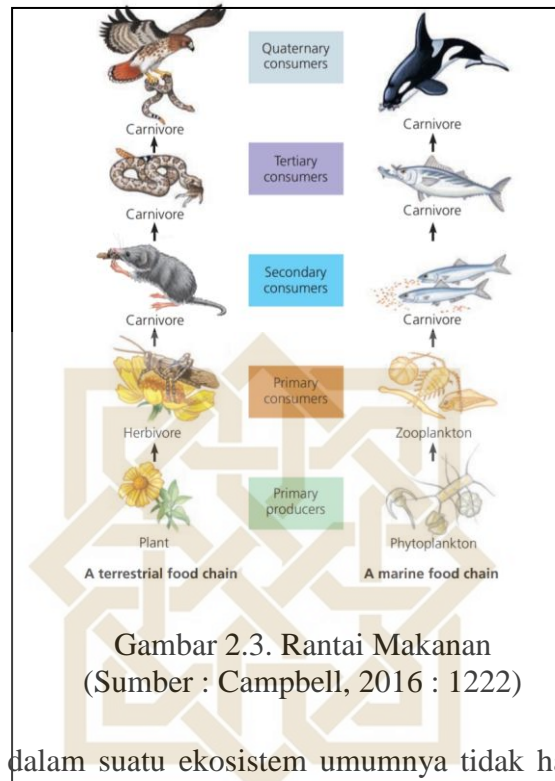 Quaternary
consumers
Carnivore
Carnivore
Tertiary
consumers
Carnivore
Carnivore
Secondary
consumers
Carnivore
Carnivore
Primary
consumers
Herbivore
Zooplankton
Primary
producers
Plant
Phytoplankton
A terrestrial food chain
A marine food chain
Gambar 2.3. Rantai Makanan
(Sumber : Campbell, 2016 : 1222)
dalam suatu ekosistem umumnya tidak